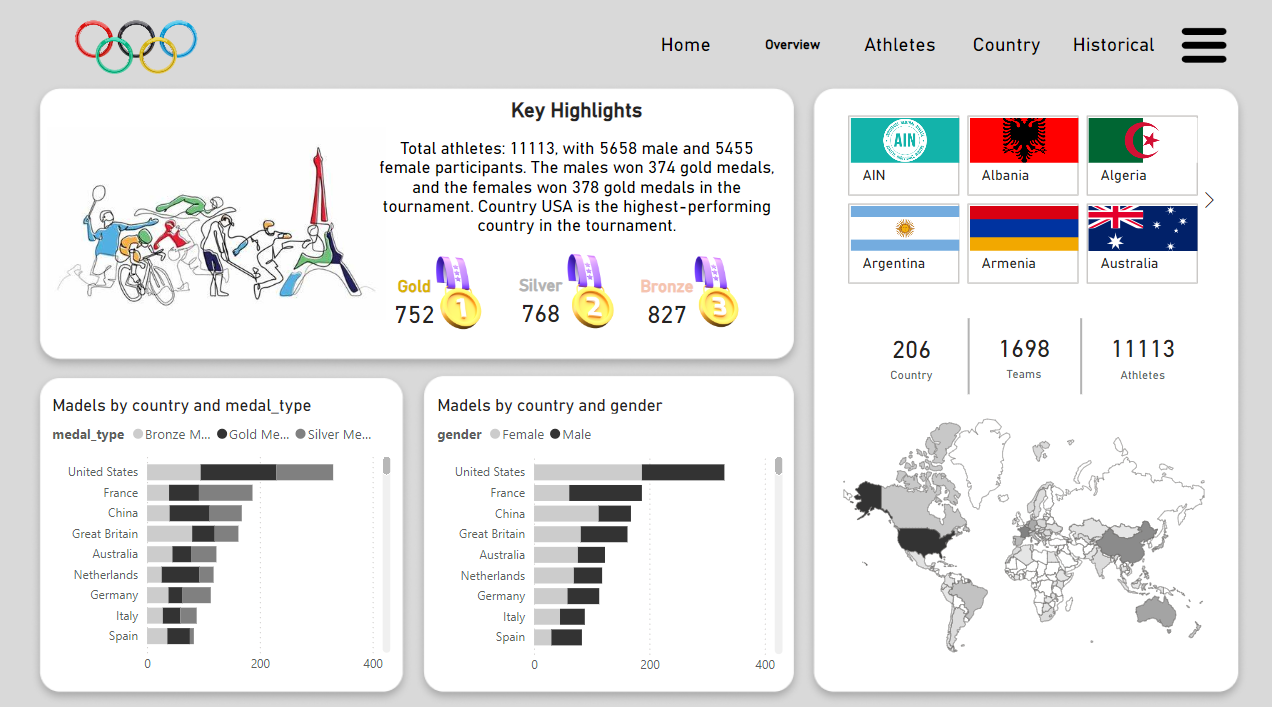 Home Overview Athletes Country Historical
Key Highlights
Total athletes: 11113, with 5658 male and 5455
female participants. The males won 374 gold medals,
and the females won 378 gold medals in the
tournament. Country USA is the highest-performing
country in the tournament.
Gold 1 Silver 2 Bronze 3
752 768 827
AIN
AIN Albania Algeria
Argentina Armenia Australia
206 1698 11113
Country Teams Athletes
Madels by country and medal_type
medal_type Bronze M... Gold Me... Silver Me...
United States
France
China
Great Britain
Australia
Netherlands
Germany
Italy
Spain
0 200 400
Madels by country and gender
gender Female Male
United States
France
China
Great Britain
Australia
Netherlands
Germany
Italy
Spain
0 200 400